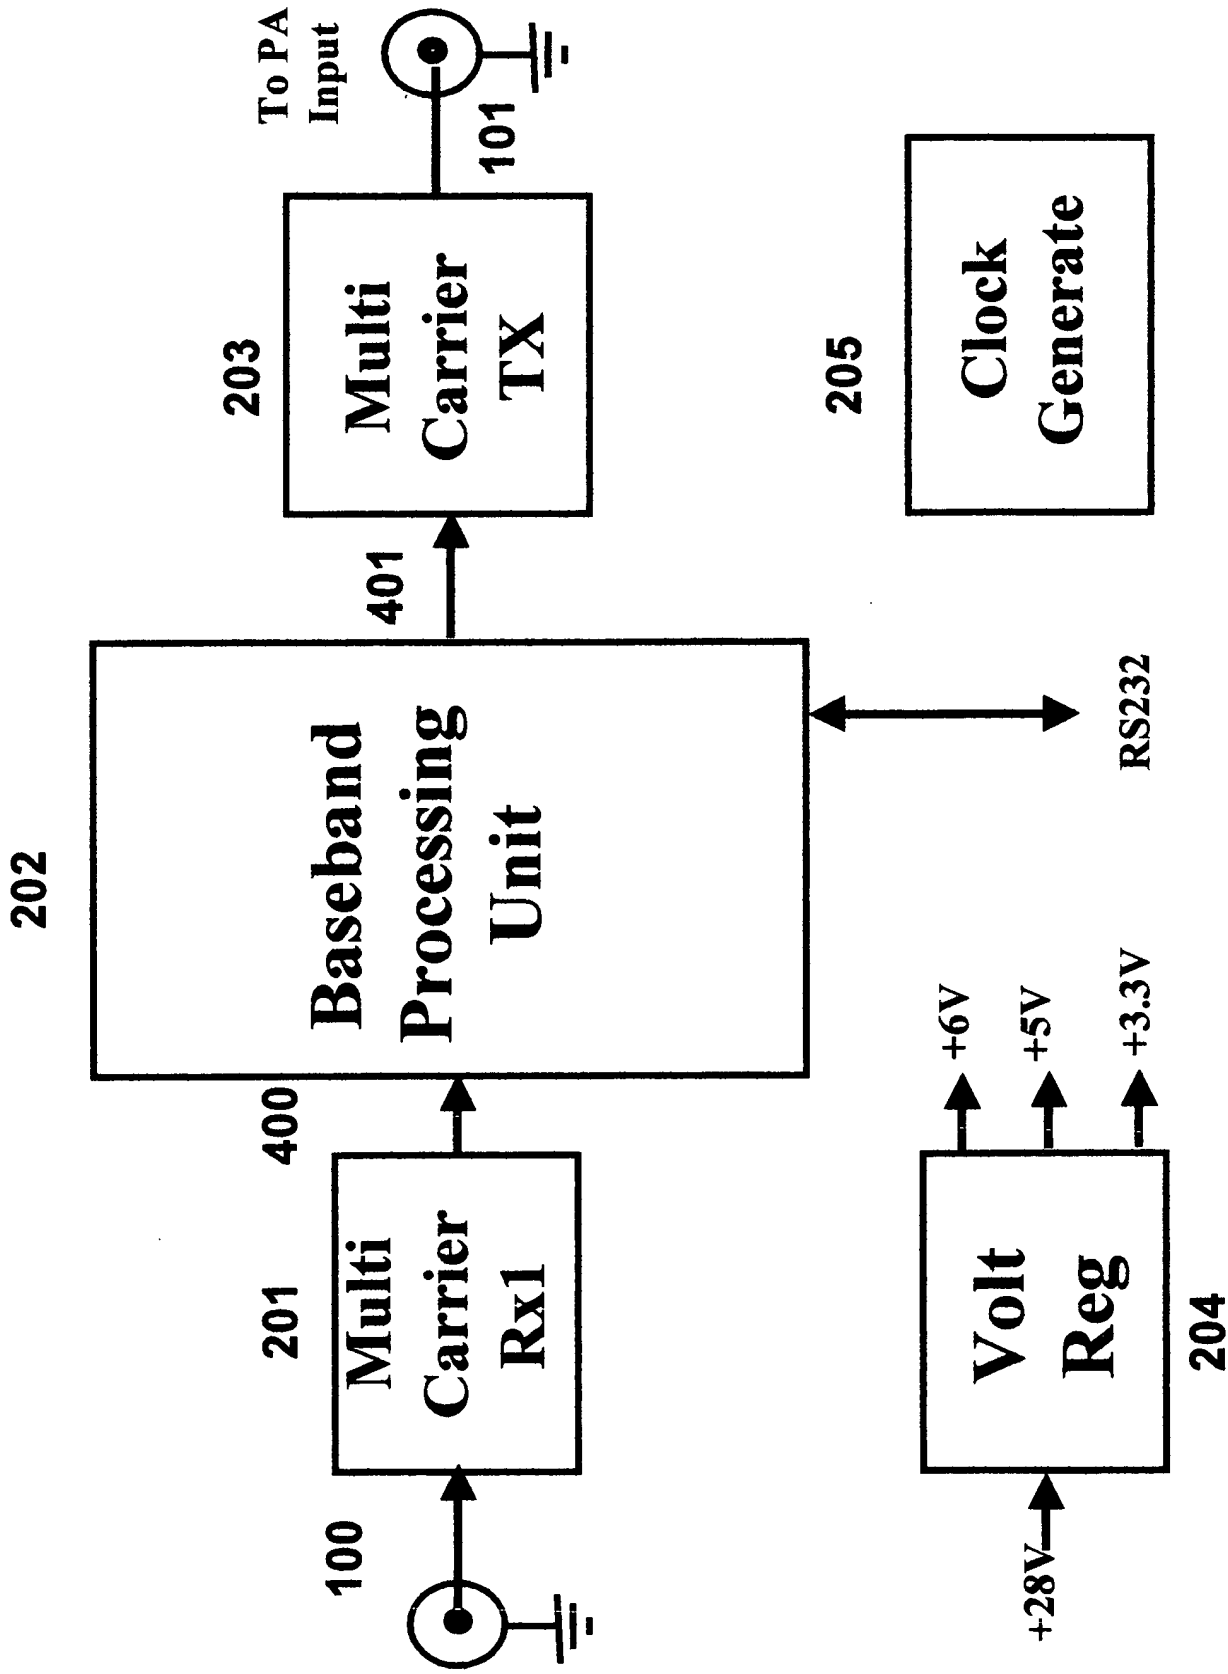 202
201
203
400
401
100
101
To PA
Input
Multi
Carrier
Rx1
Baseband
Processing
Unit
Multi
Carrier
TX
+28V
Volt
Reg
204
+6V
+5V
+3.3V
RS232
205
Clock
Generate